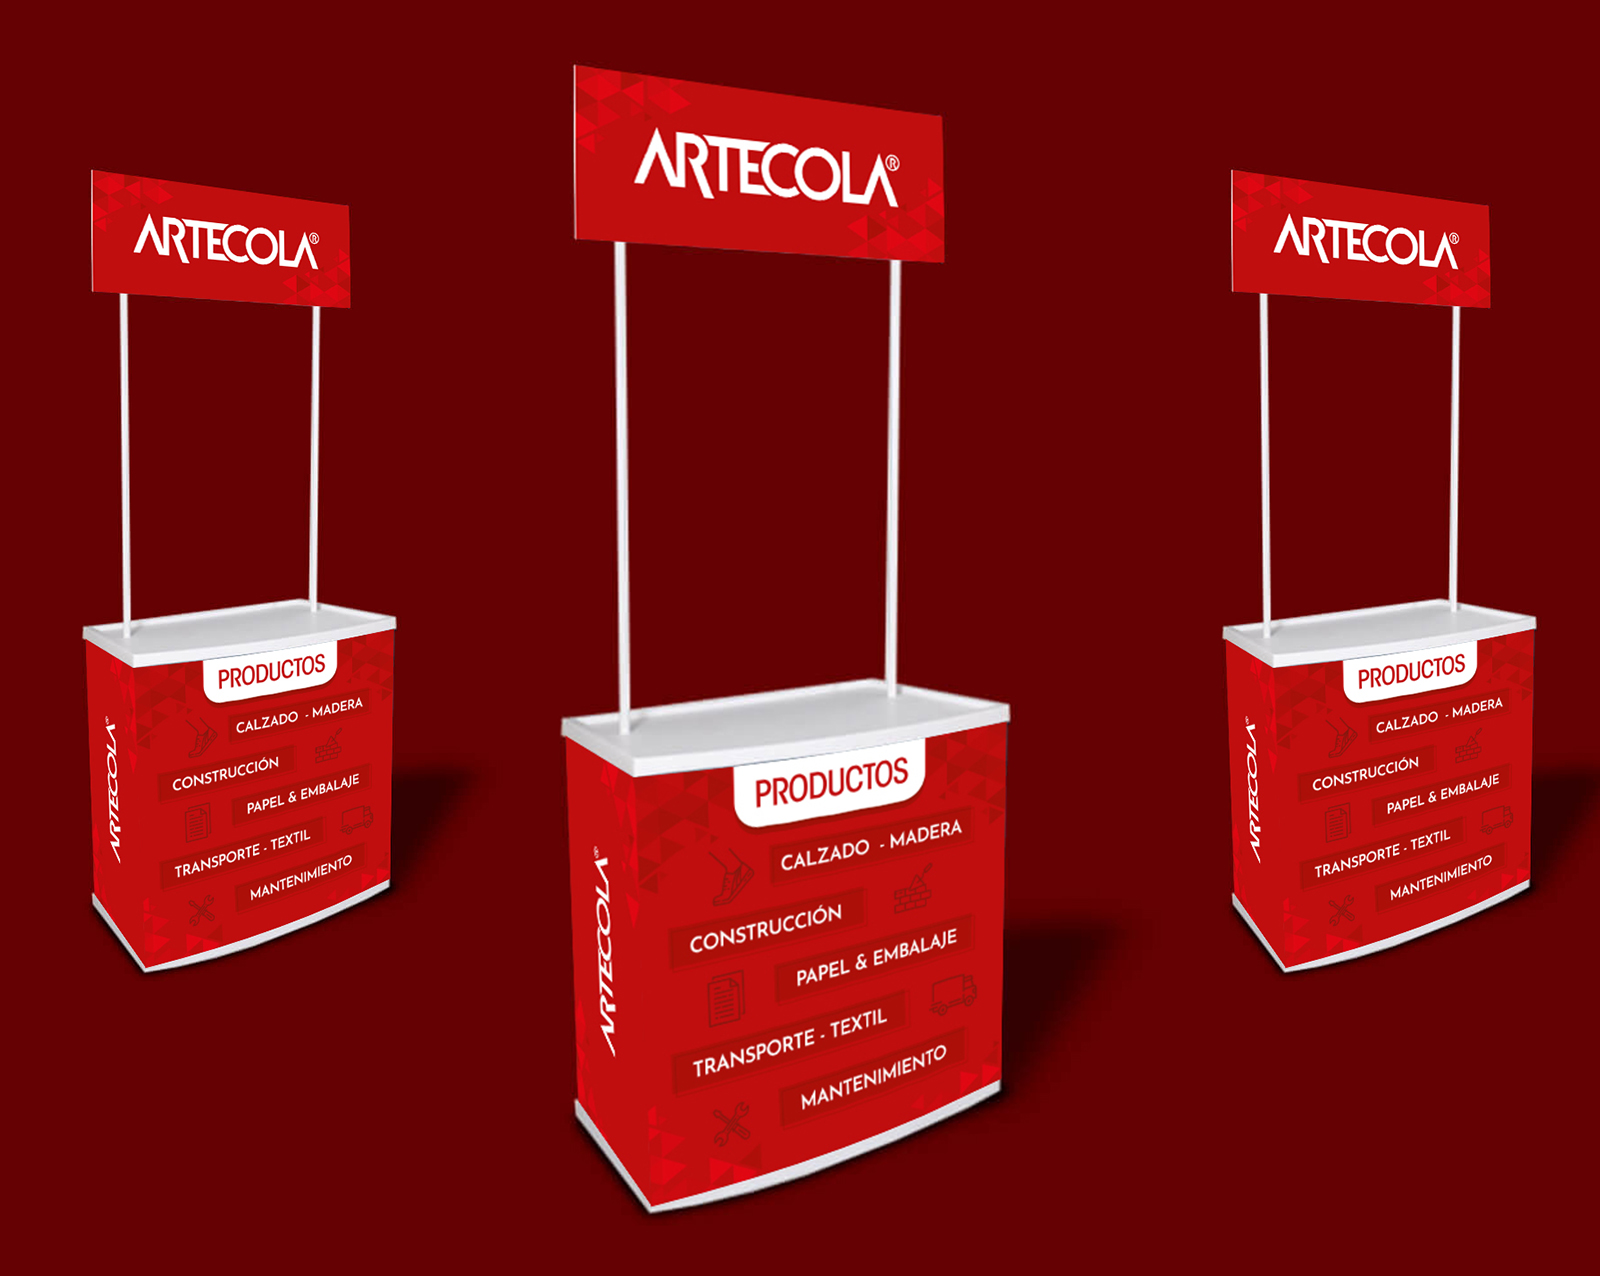 ARTECOLA®
PRODUCTOS
CALZADO - MADERA
CONSTRUCCIÓN
PAPEL & EMBALAJE
TRANSPORTE - TEXTIL
MANTENIMIENTO
ARTECOLA®
ARTECOLA®
PRODUCTOS
CALZADO - MADERA
CONSTRUCCIÓN
PAPEL & EMBALAJE
TRANSPORTE - TEXTIL
MANTENIMIENTO
ARTECOLA®
ARTECOLA®
PRODUCTOS
CALZADO - MADERA
CONSTRUCCIÓN
PAPEL & EMBALAJE
TRANSPORTE - TEXTIL
MANTENIMIENTO
ARTECOLA®